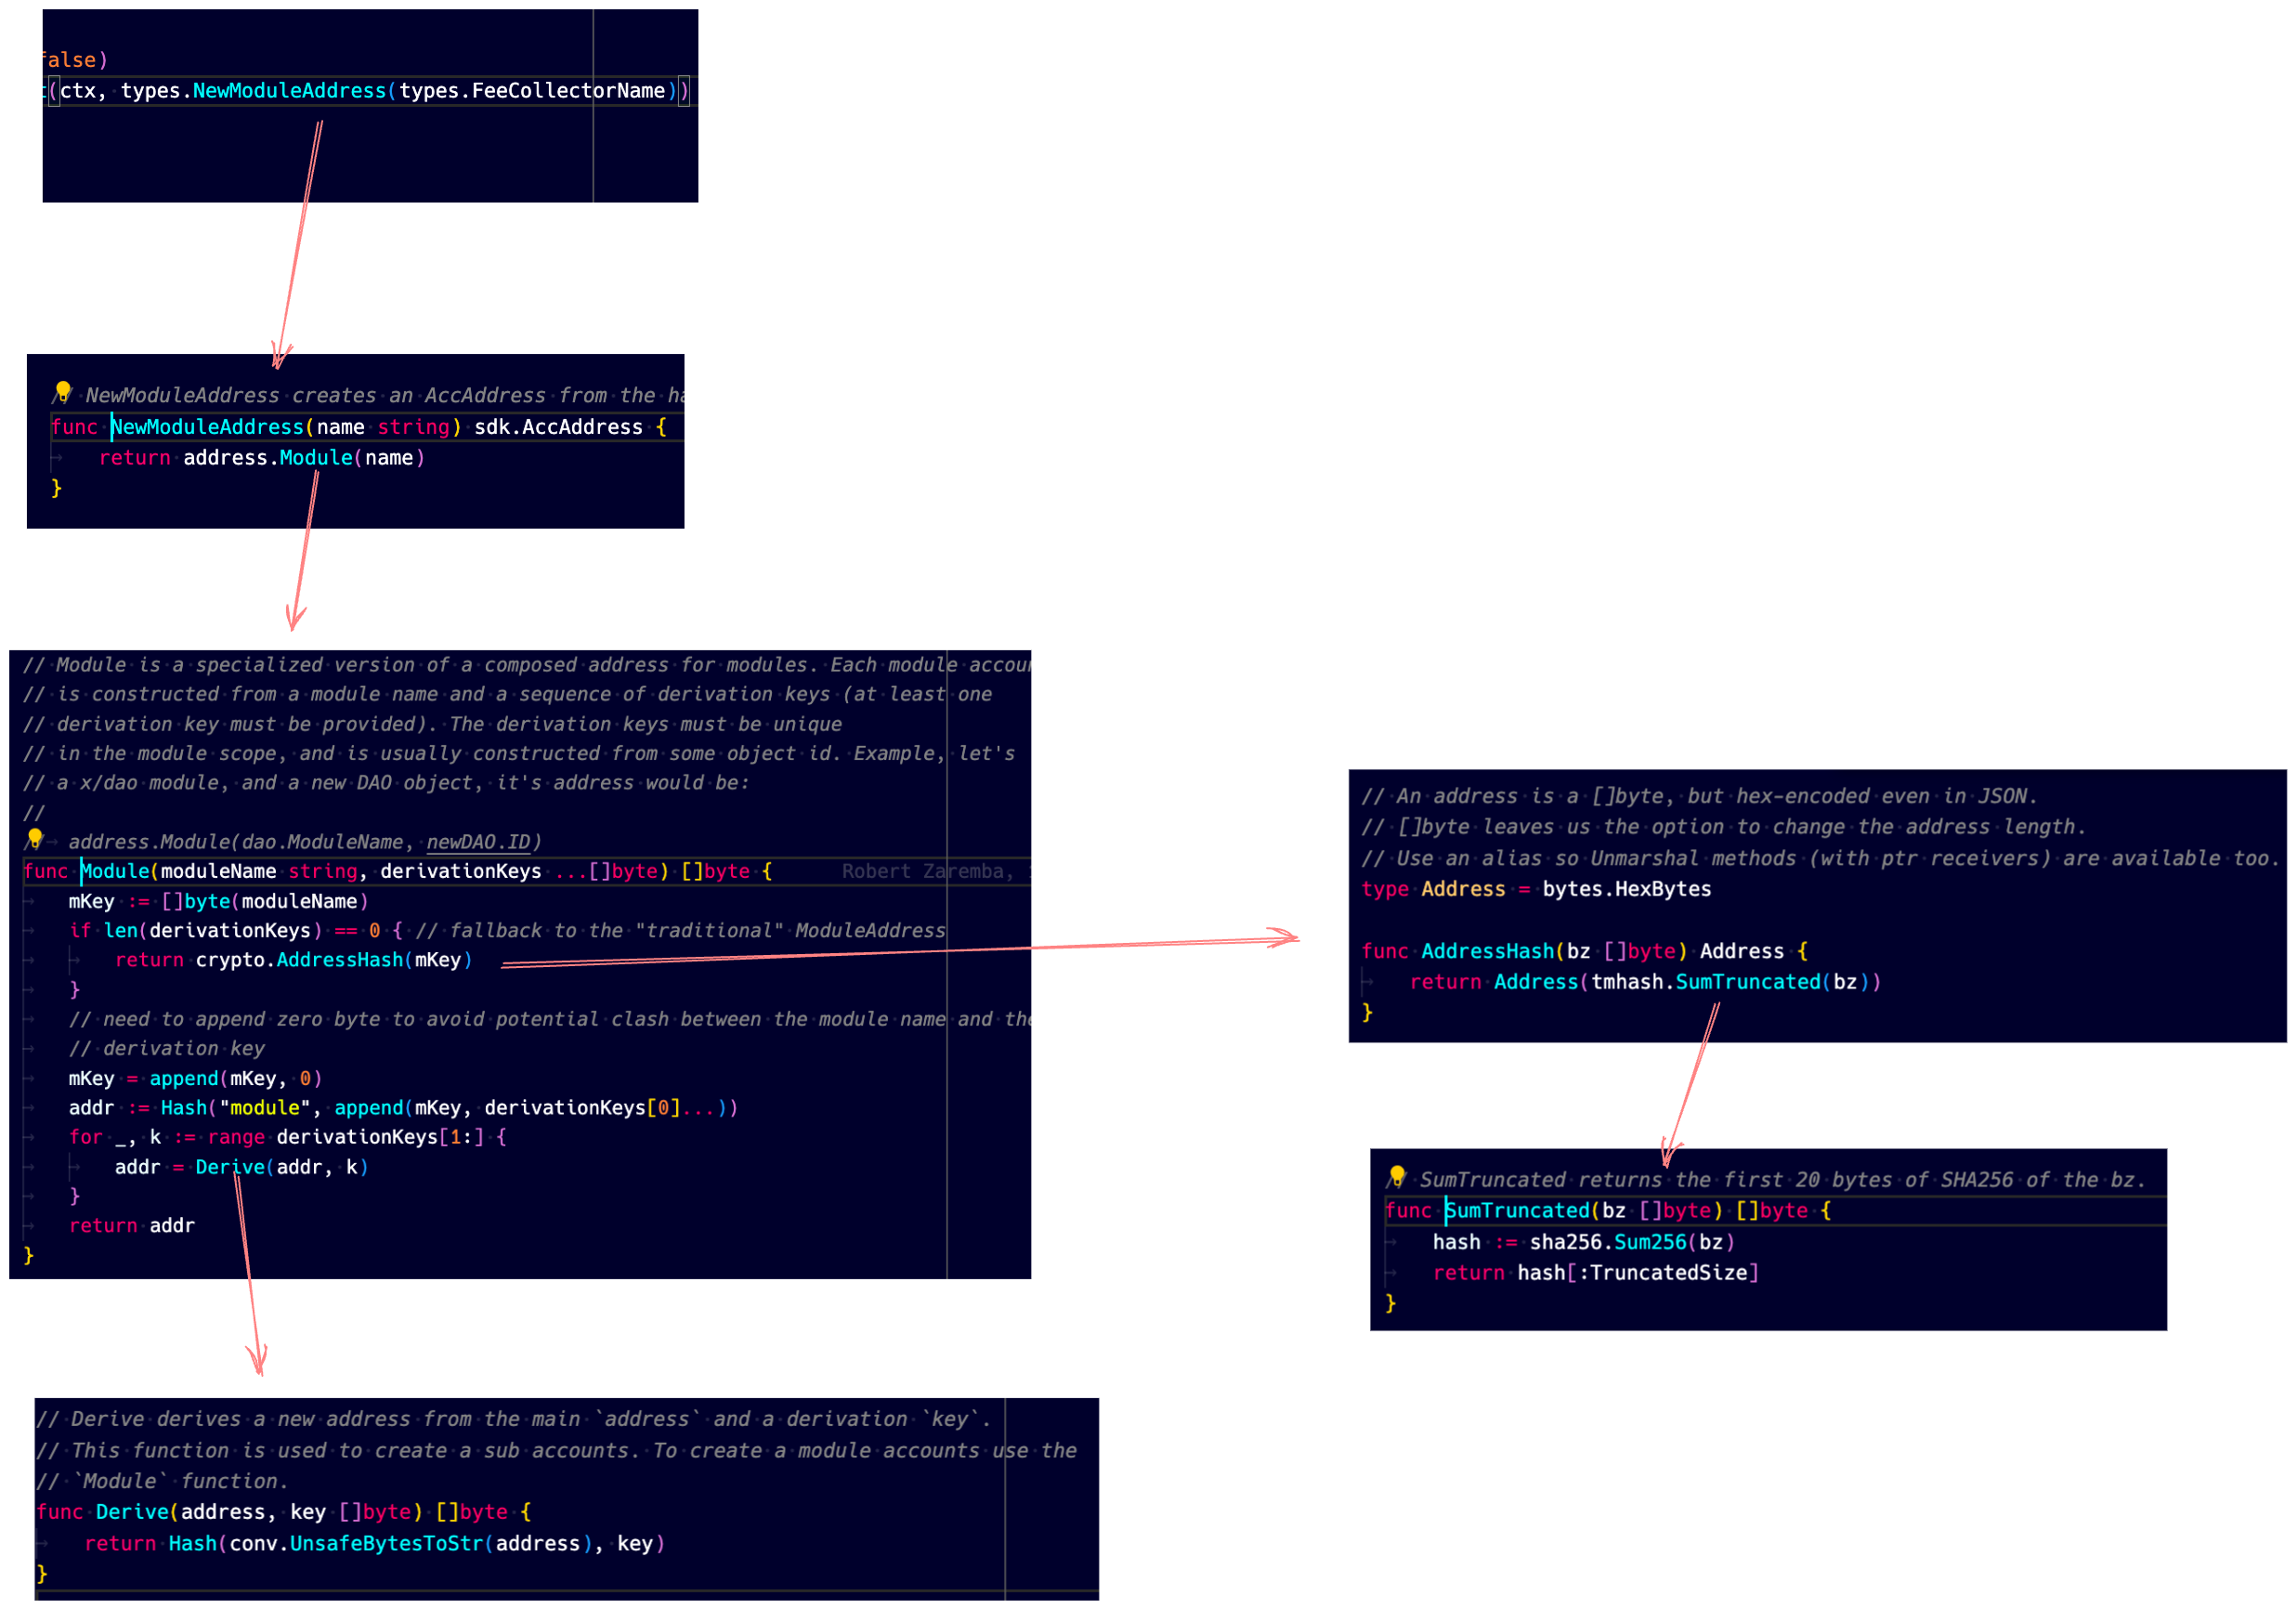 false)
t(ctx, types.NewModuleAddress(types.FeeCollectorName))
// NewModuleAddress creates an AccAddress from the ha
func NewModuleAddress(name string) sdk.AccAddress {
return address.Module(name)
}
// Module is a specialized version of a composed address for modules. Each module accoun
// is constructed from a module name and a sequence of derivation keys (at least one
// derivation key must be provided). The derivation keys must be unique
// in the module scope, and is usually constructed from some object id. Example, let's
// a x/dao module, and a new DAO object, it's address would be:
//
// address.Module(dao.ModuleName, newDAO.ID)
func Module(moduleName string, derivationKeys ...[]byte) []byte { Robert Zaremba,
mKey := []byte(moduleName)
if len(derivationKeys) == 0 { // fallback to the "traditional" ModuleAddress
return crypto.AddressHash(mKey)
}
// need to append zero byte to avoid potential clash between the module name and the
// derivation key
mKey = append(mKey, 0)
addr := Hash("module", append(mKey, derivationKeys[0]...))
for _, k := range derivationKeys[1:] {
addr = Derive(addr, k)
}
return addr
}
// An address is a []byte, but hex-encoded even in JSON.
// []byte leaves us the option to change the address length.
// Use an alias so Unmarshal methods (with ptr receivers) are available too.
type Address = bytes.HexBytes
func AddressHash(bz []byte) Address {
return Address(tmhash.SumTruncated(bz))
}
// SumTruncated returns the first 20 bytes of SHA256 of the bz.
func SumTruncated(bz []byte) []byte {
hash := sha256.Sum256(bz)
return hash[:TruncatedSize]
}
// Derive derives a new address from the main `address` and a derivation `key`.
// This function is used to create a sub accounts. To create a module accounts use the
// `Module` function.
func Derive(address, key []byte) []byte {
return Hash(conv.UnsafeBytesToStr(address), key)
}